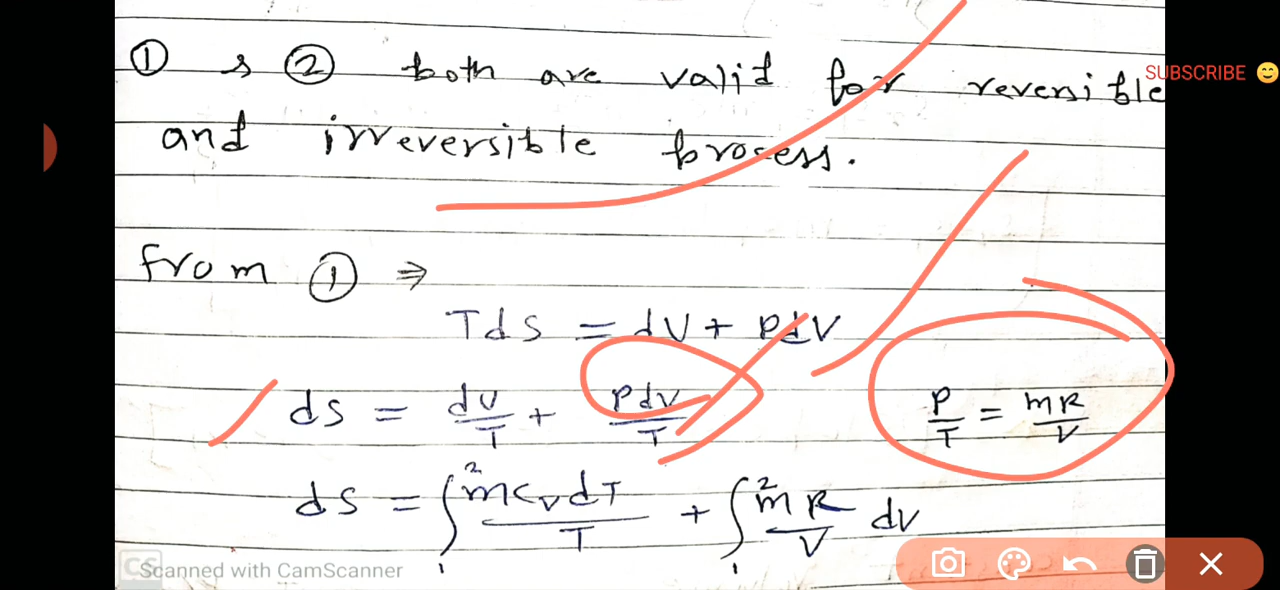 ① & ② both are valid for reversible
SUBSCRIBE 😊
and irreversible process.
from ① ⇒
Tds = dU + PdV
ds = dU/T + PdV/T
P/T = mR/V
ds = ∫₁² mCvdT/T + ∫₁² mR/V dV
CS
Scanned with CamScanner